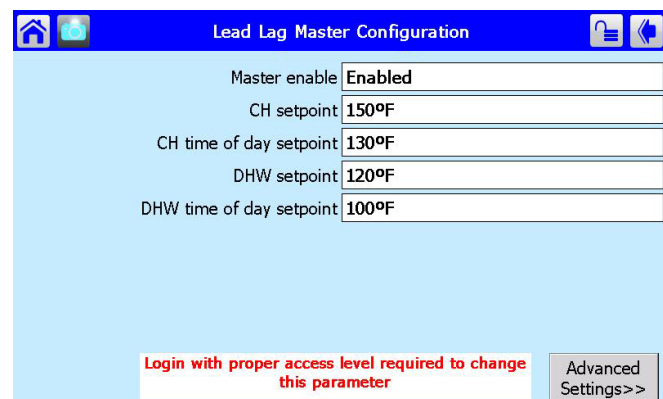 Lead Lag Master Configuration
Master enable Enabled
CH setpoint 150ºF
CH time of day setpoint 130ºF
DHW setpoint 120ºF
DHW time of day setpoint 100ºF
Login with proper access level required to change
this parameter
Advanced
Settings>>